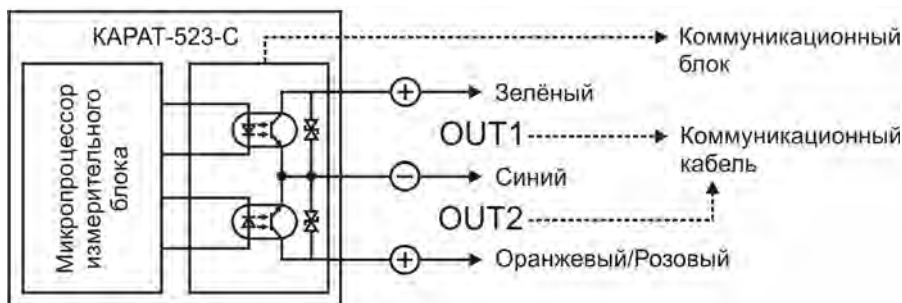 КАРАТ-523-С
Микропроцессор
измерительного
блока
Коммуникационный
блок
+
Зелёный
OUT1
Коммуникационный
кабель
−
Синий
OUT2
+
Оранжевый/Розовый